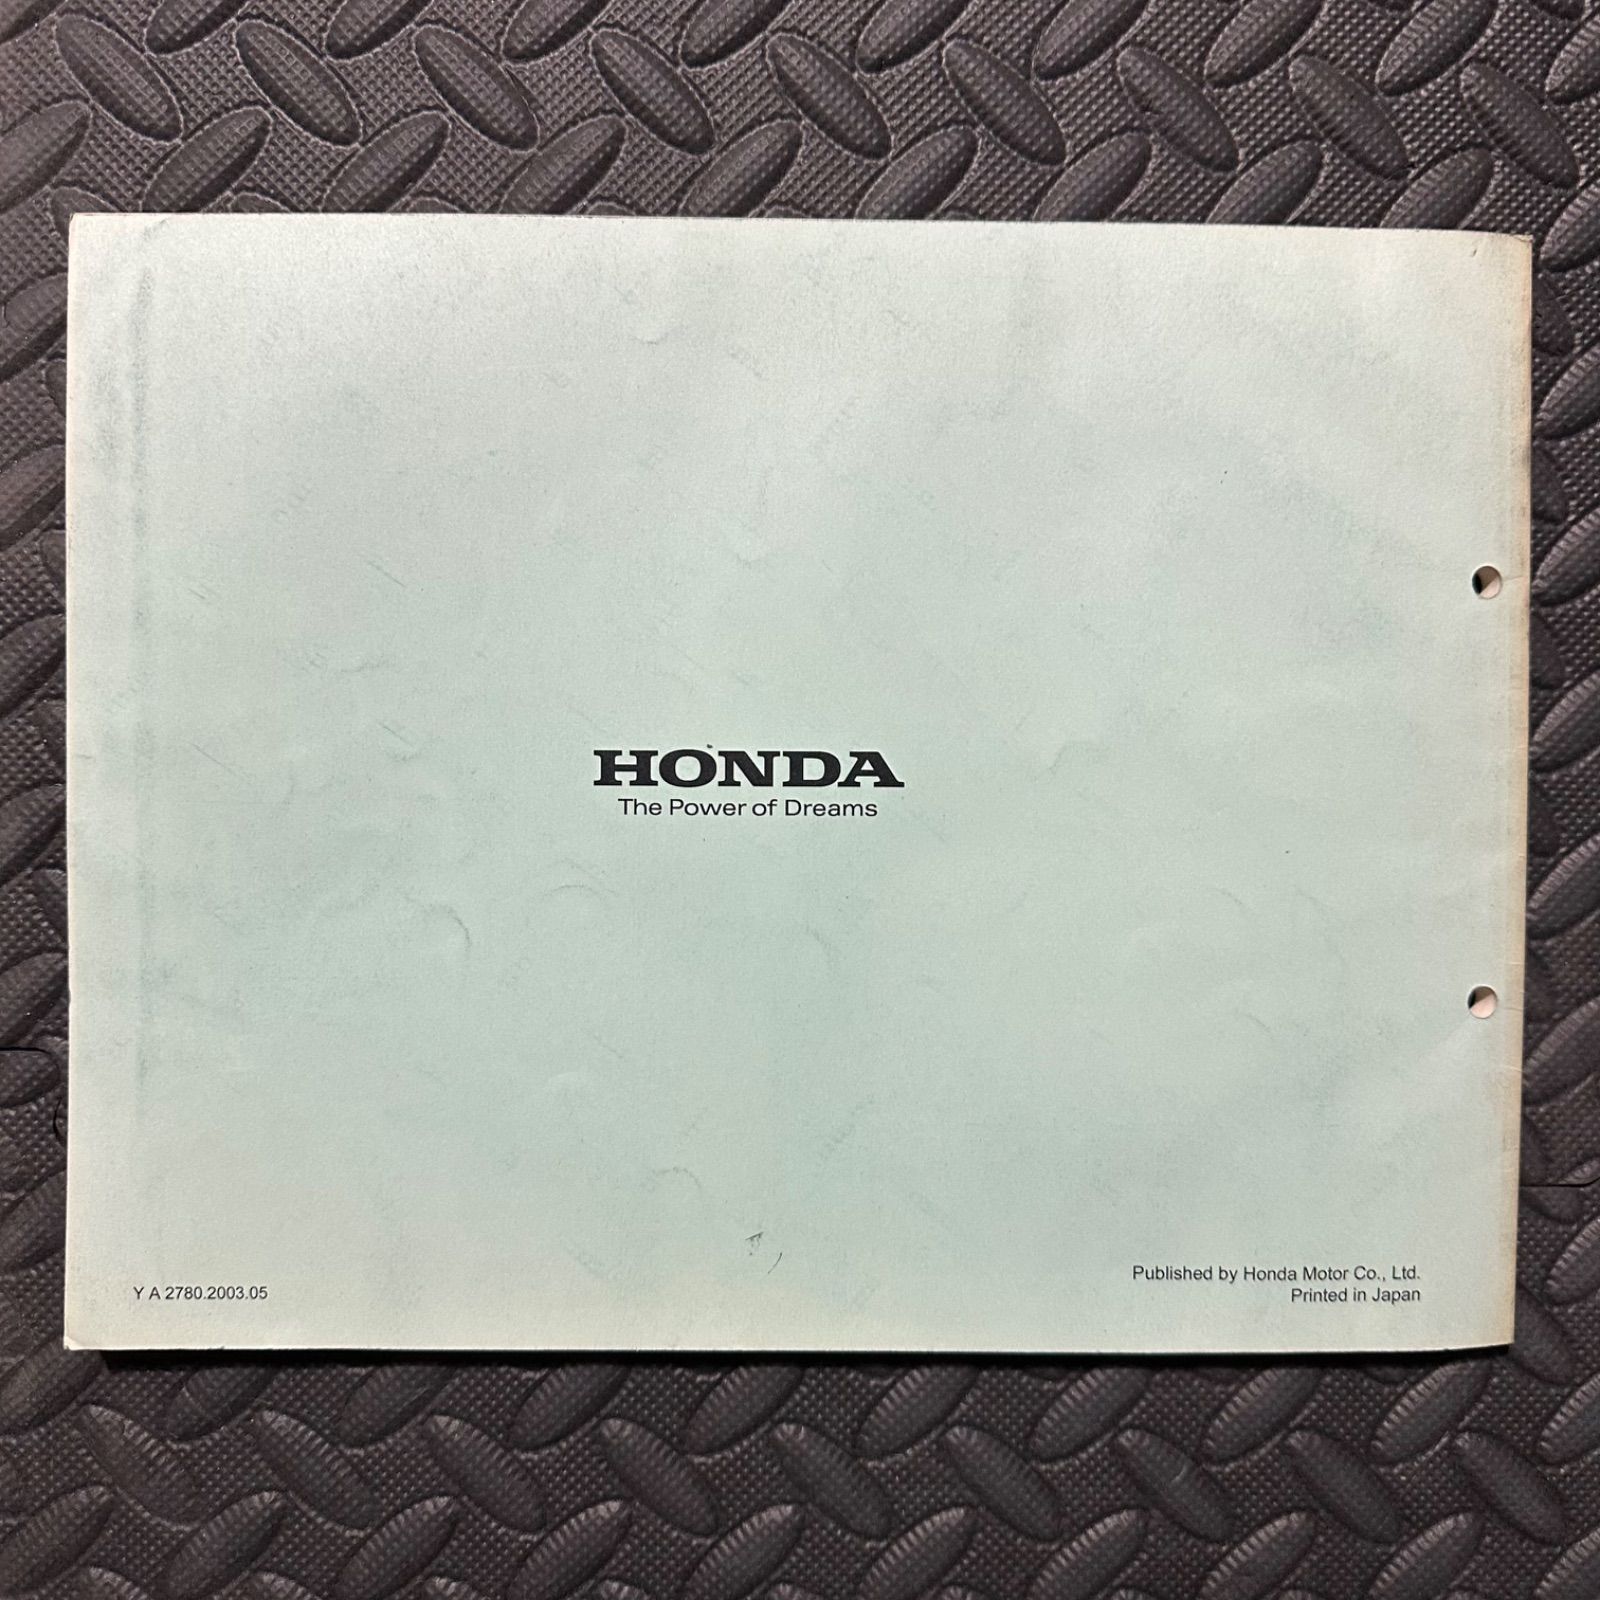 HONDA
The Power of Dreams
Y A 2780.2003.05
Published by Honda Motor Co., Ltd.
Printed in Japan